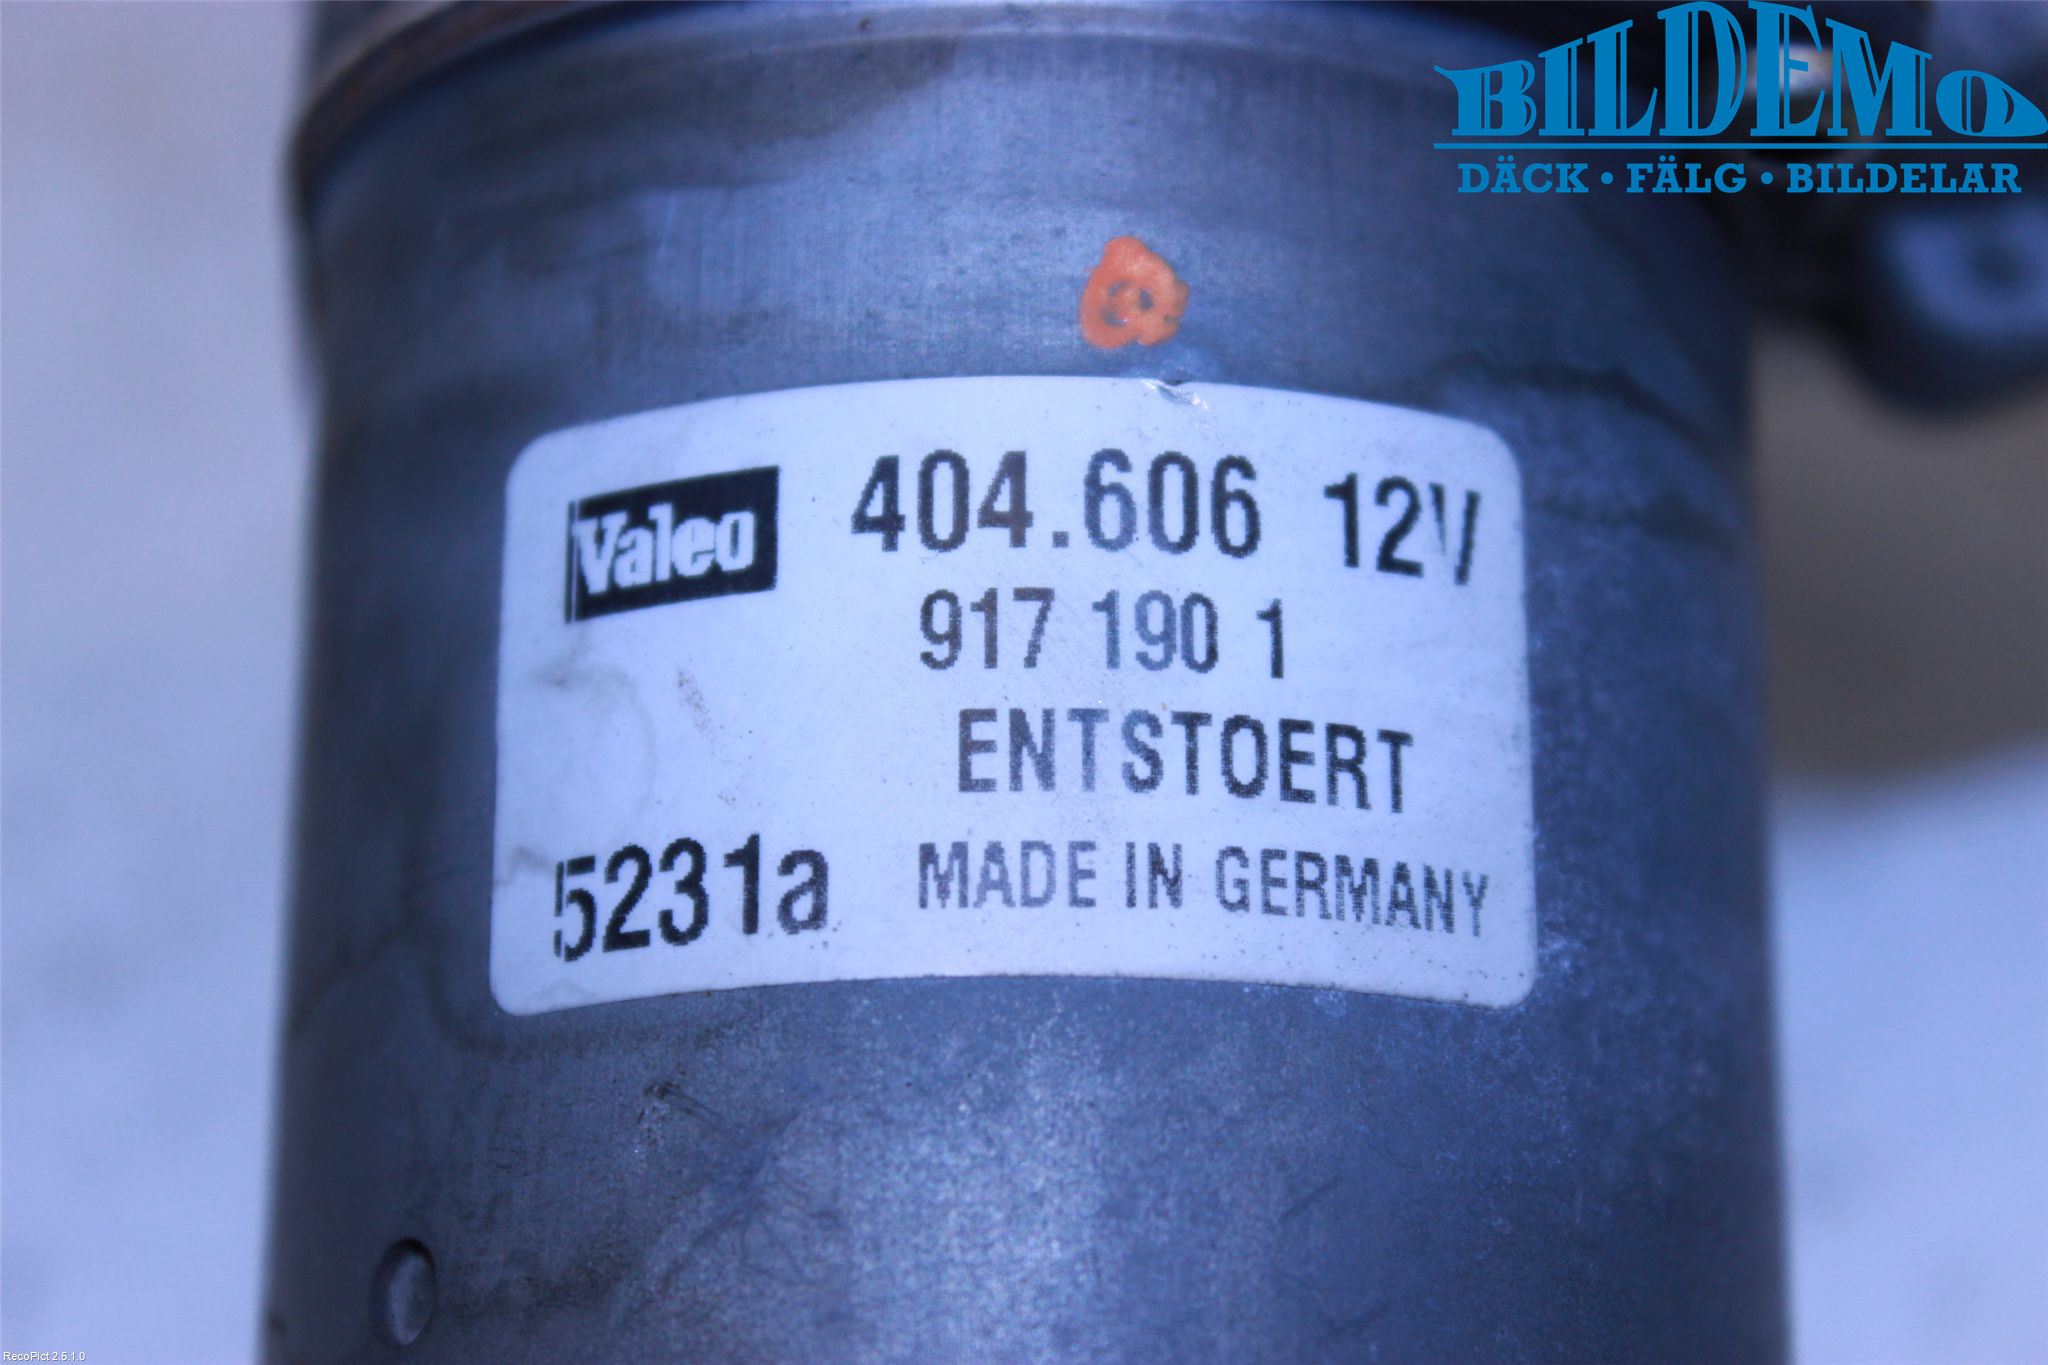 BILDEMO
DÄCK • FÄLG • BILDELAR
Valeo 404.606 12V
917 190 1
ENTSTOERT
5231a MADE IN GERMANY
RecoPict 2.5.1.0